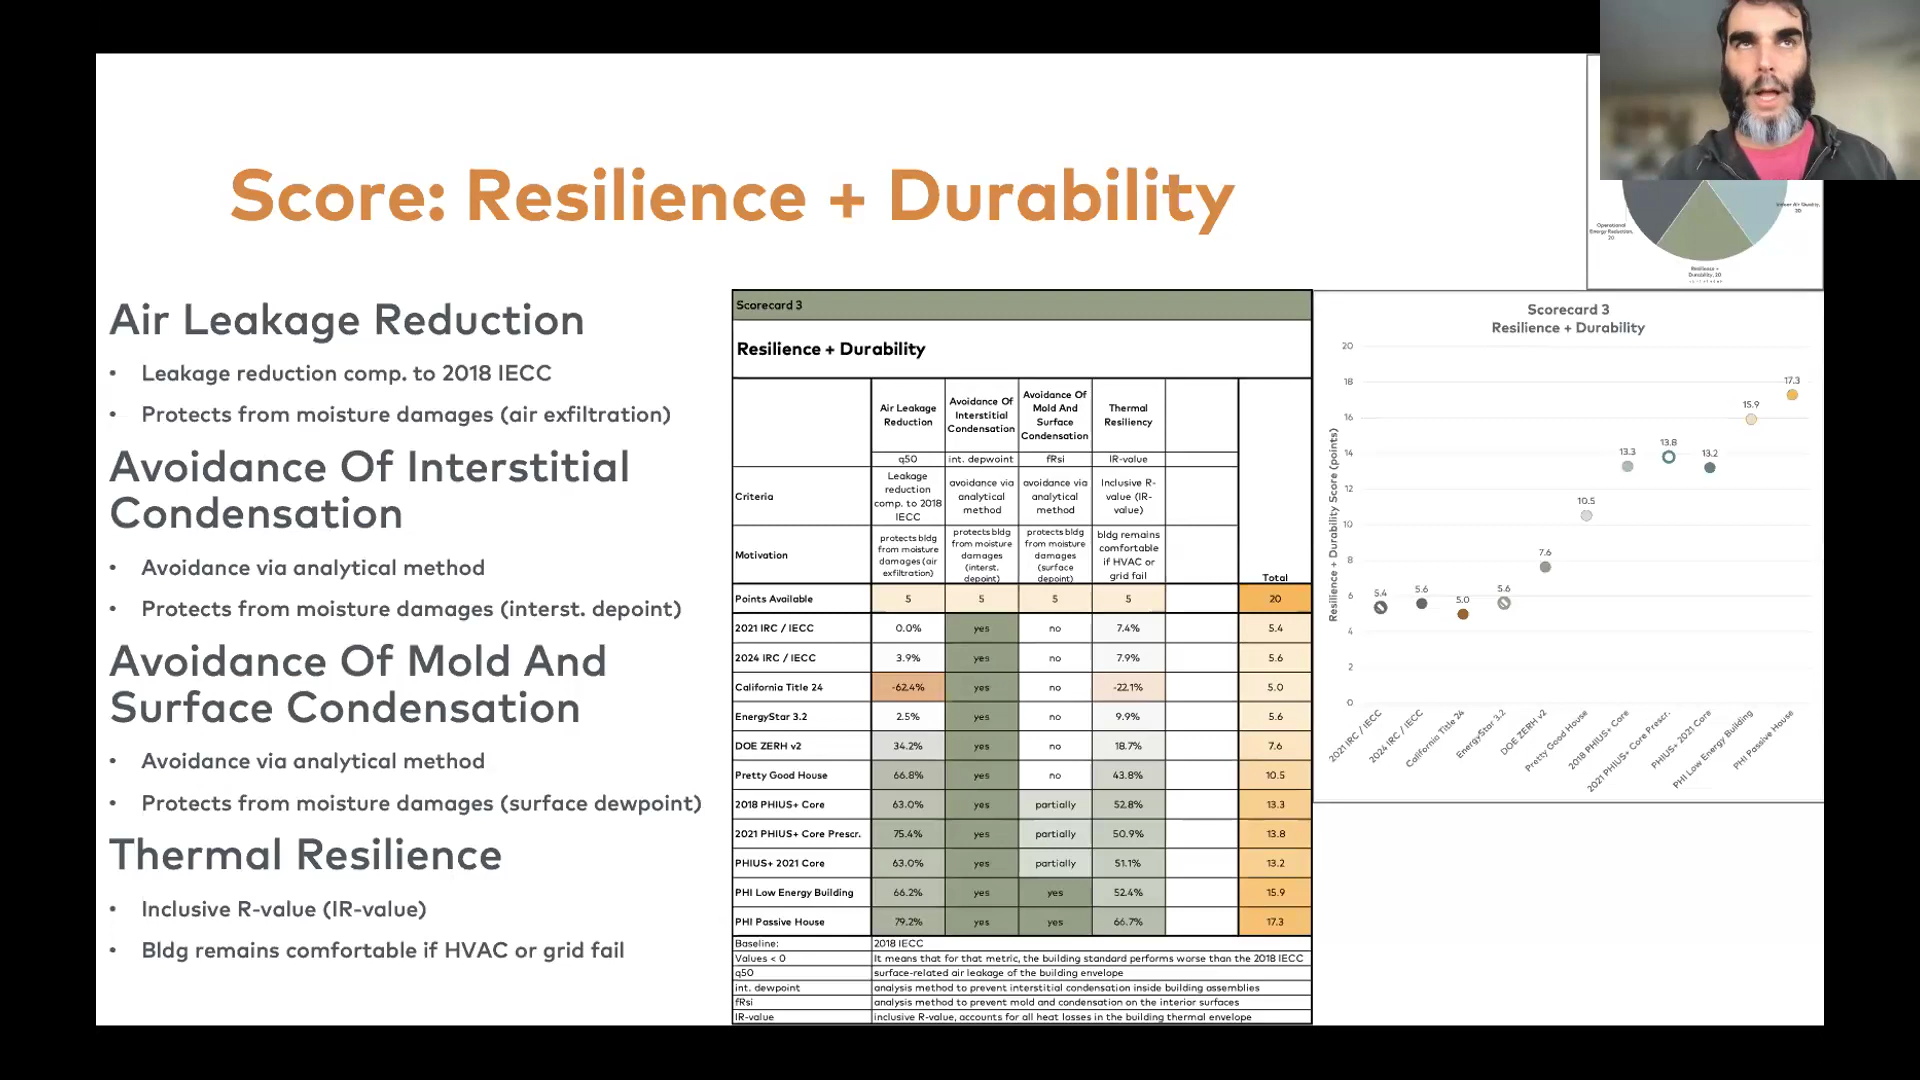 Score: Resilience + Durability
Air Leakage Reduction
• Leakage reduction comp. to 2018 IECC
• Protects from moisture damages (air exfiltration)
Avoidance Of Interstitial
Condensation
• Avoidance via analytical method
• Protects from moisture damages (interst. depoint)
Avoidance Of Mold And
Surface Condensation
• Avoidance via analytical method
• Protects from moisture damages (surface dewpoint)
Thermal Resilience
• Inclusive R-value (IR-value)
• Bldg remains comfortable if HVAC or grid fail
Scorecard 3
Resilience + Durability
Air Leakage Reduction | Avoidance Of Interstitial Condensation | Avoidance Of Mold And Surface Condensation | Thermal Resiliency
q50 | int. depwoint | fRsi | IR-value
Criteria | Leakage reduction comp. to 2018 IECC | avoidance via analytical method | avoidance via analytical method | Inclusive R-value (IR-value)
Motivation | protects bldg from moisture damages (air exfiltration) | protects bldg from moisture damages (interst. depoint) | protects bldg from moisture damages (surface depoint) | bldg remains comfortable if HVAC or grid fail | Total
Points Available | 5 | 5 | 5 | 5 | 20
2021 IRC / IECC | 0.0% | yes | no | 7.4% | 5.4
2024 IRC / IECC | 3.9% | yes | no | 7.9% | 5.6
California Title 24 | -62.4% | yes | no | -22.1% | 5.0
EnergyStar 3.2 | 2.5% | yes | no | 9.9% | 5.6
DOE ZERH v2 | 34.2% | yes | no | 18.7% | 7.6
Pretty Good House | 66.8% | yes | no | 43.8% | 10.5
2018 PHIUS+ Core | 63.0% | yes | partially | 52.8% | 13.3
2021 PHIUS+ Core Prescr. | 75.4% | yes | partially | 50.9% | 13.8
PHIUS+ 2021 Core | 63.0% | yes | partially | 51.1% | 13.2
PHI Low Energy Building | 66.2% | yes | yes | 52.4% | 15.9
PHI Passive House | 79.2% | yes | yes | 66.7% | 17.3
Baseline: | 2018 IECC
Values < 0 | It means that for that metric, the building standard performs worse than the 2018 IECC
q50 | surface-related air leakage of the building envelope
int. dewpoint | analysis method to prevent interstitial condensation inside building assemblies
fRsi | analysis method to prevent mold and condensation on the interior surfaces
IR-value | inclusive R-value, accounts for all heat losses in the building thermal envelope
Operational
Energy Reduction,
20
Air Quality,
20
Resilience +
Durability, 20
Scorecard 3
Resilience + Durability
Resilience + Durability Score (points)
20
18
16
14
12
10
8
6
4
2
0
5.4
5.6
5.0
5.6
7.6
10.5
13.3
13.8
13.2
15.9
17.3
2021 IRC / IECC
2024 IRC / IECC
California Title 24
EnergyStar 3.2
DOE ZERH v2
Pretty Good House
2018 PHIUS+ Core
2021 PHIUS+ Core Prescr.
PHIUS+ 2021 Core
PHI Low Energy Building
PHI Passive House